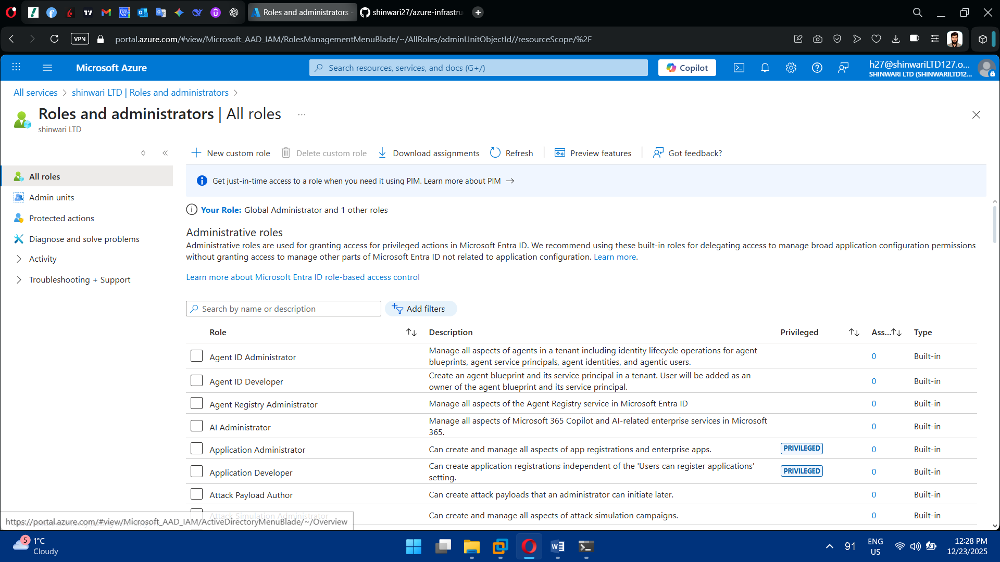 Roles and administrators -
shinwari27/azure-infrastru
VPN
portal.azure.com/#view/Microsoft_AAD_IAM/RolesManagementMenuBlade/~/AllRoles/adminUnitObjectId//resourceScope/%2F
Microsoft Azure
Search resources, services, and docs (G+/)
Copilot
h27@shinwariLTD127.o...
SHINWARI LTD (SHINWARILTD12...
All services > shinwari LTD | Roles and administrators >
Roles and administrators | All roles ...
shinwari LTD
New custom role
Delete custom role
Download assignments
Refresh
Preview features
Got feedback?
All roles
Admin units
Protected actions
Diagnose and solve problems
Activity
Troubleshooting + Support
Get just-in-time access to a role when you need it using PIM. Learn more about PIM →
Your Role: Global Administrator and 1 other roles
Administrative roles
Administrative roles are used for granting access for privileged actions in Microsoft Entra ID. We recommend using these built-in roles for delegating access to manage broad application configuration permissions
without granting access to manage other parts of Microsoft Entra ID not related to application configuration. Learn more.
Learn more about Microsoft Entra ID role-based access control
Search by name or description
Add filters
Role Description Privileged Ass... Type
Agent ID Administrator
Manage all aspects of agents in a tenant including identity lifecycle operations for agent
blueprints, agent service principals, agent identities, and agentic users.
0 Built-in
Agent ID Developer
Create an agent blueprint and its service principal in a tenant. User will be added as an
owner of the agent blueprint and its service principal.
0 Built-in
Agent Registry Administrator
Manage all aspects of the Agent Registry service in Microsoft Entra ID
0 Built-in
AI Administrator
Manage all aspects of Microsoft 365 Copilot and AI-related enterprise services in Microsoft
365.
0 Built-in
Application Administrator
Can create and manage all aspects of app registrations and enterprise apps.
PRIVILEGED 0 Built-in
Application Developer
Can create application registrations independent of the 'Users can register applications'
setting.
PRIVILEGED 0 Built-in
Attack Payload Author
Can create attack payloads that an administrator can initiate later.
0 Built-in
Attack Simulation Administrator
Can create and manage all aspects of attack simulation campaigns.
0 Built-in
https://portal.azure.com/#view/Microsoft_AAD_IAM/ActiveDirectoryMenuBlade/~/Overview
5
1°C
Cloudy
91
ENG
US
12:28 PM
12/23/2025